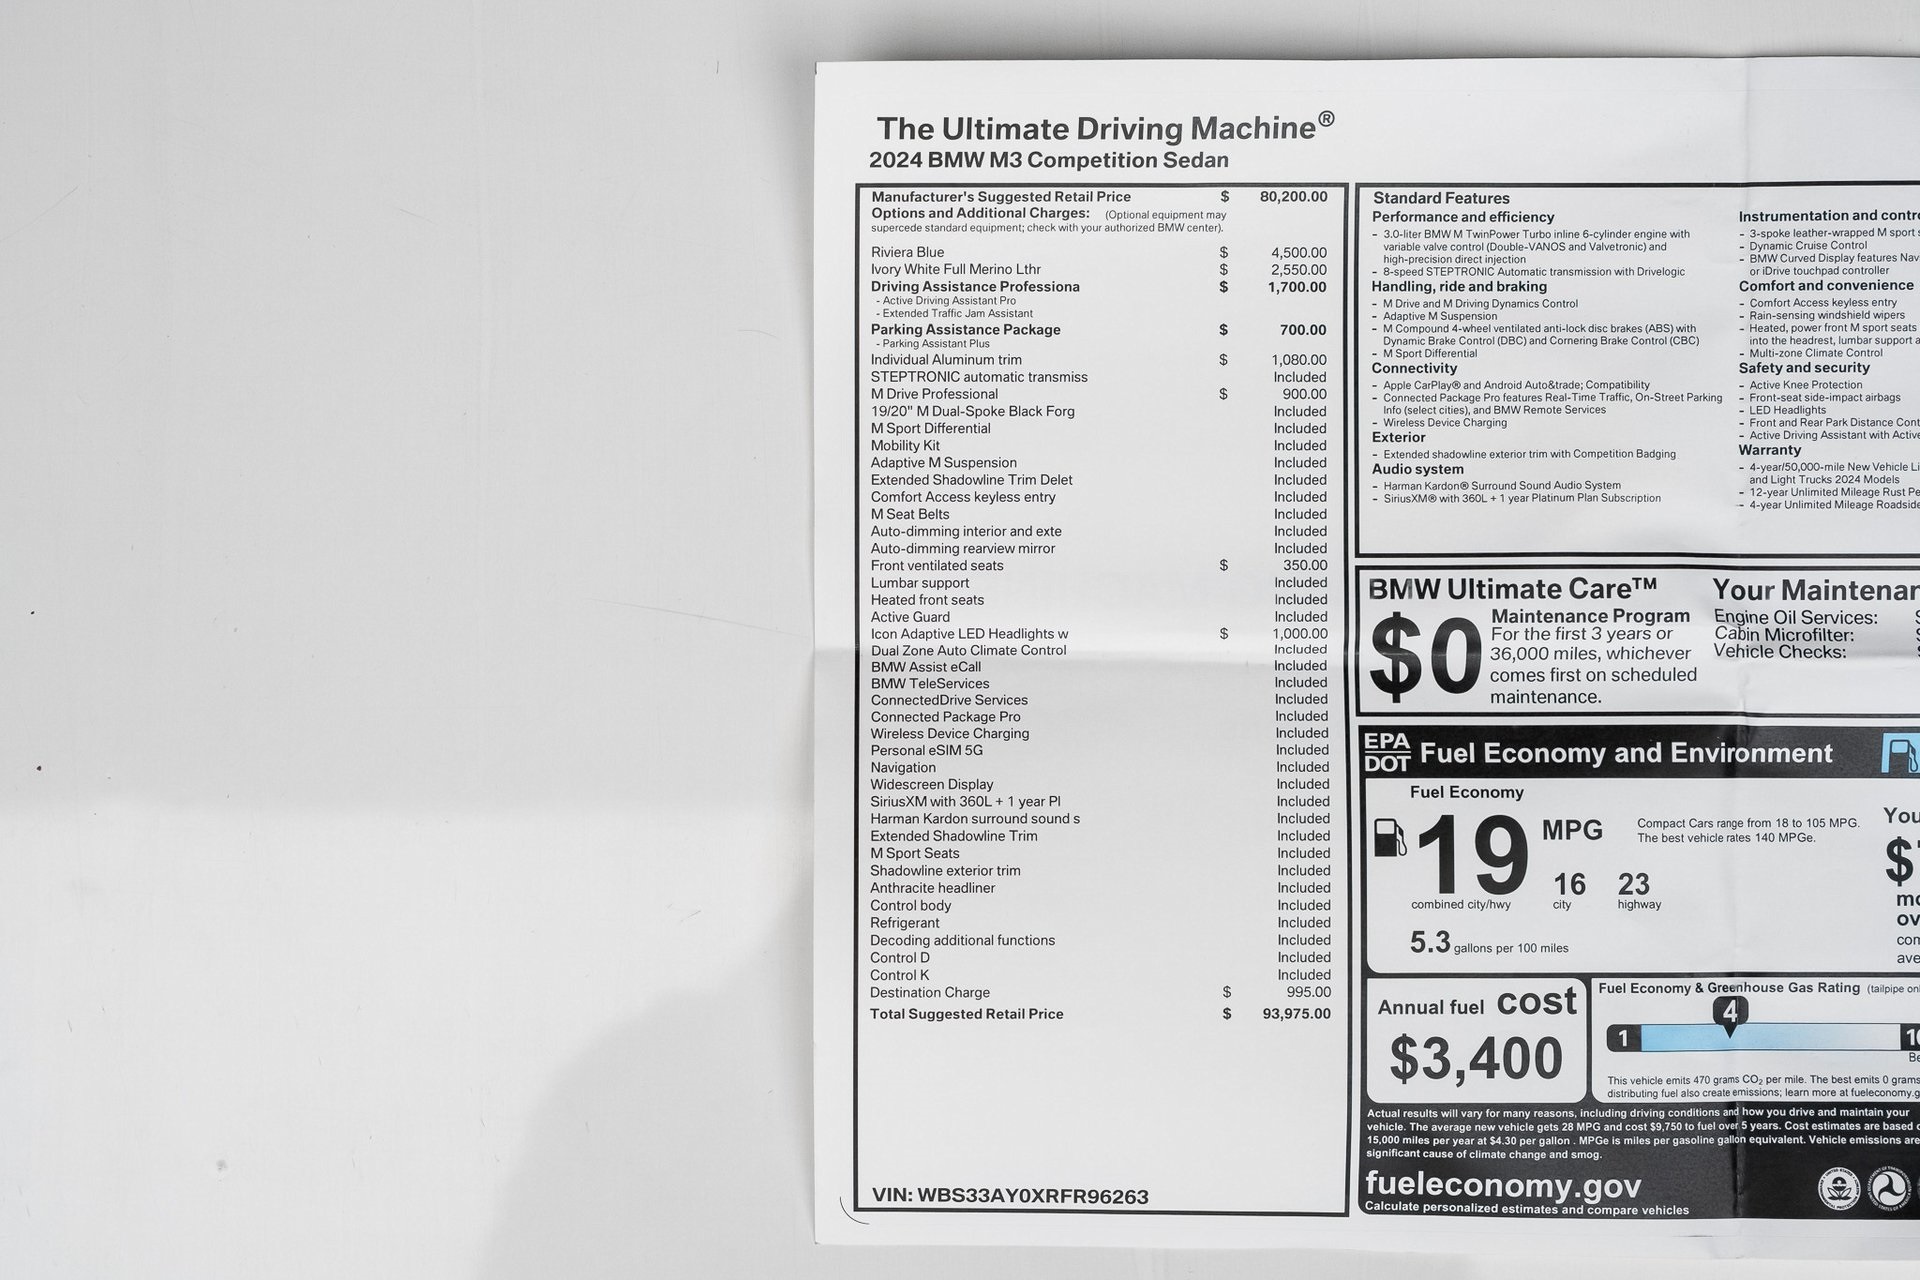 The Ultimate Driving Machine®
2024 BMW M3 Competition Sedan
Manufacturer's Suggested Retail Price $ 80,200.00
Options and Additional Charges: (Optional equipment may
supercede standard equipment; check with your authorized BMW center).
Riviera Blue $ 4,500.00
Ivory White Full Merino Lthr $ 2,550.00
Driving Assistance Professiona $ 1,700.00
- Active Driving Assistant Pro
- Extended Traffic Jam Assistant
Parking Assistance Package $ 700.00
- Parking Assistant Plus
Individual Aluminum trim $ 1,080.00
STEPTRONIC automatic transmiss Included
M Drive Professional $ 900.00
19/20" M Dual-Spoke Black Forg Included
M Sport Differential Included
Mobility Kit Included
Adaptive M Suspension Included
Extended Shadowline Trim Delet Included
Comfort Access keyless entry Included
M Seat Belts Included
Auto-dimming interior and exte Included
Auto-dimming rearview mirror Included
Front ventilated seats $ 350.00
Lumbar support Included
Heated front seats Included
Active Guard Included
Icon Adaptive LED Headlights w $ 1,000.00
Dual Zone Auto Climate Control Included
BMW Assist eCall Included
BMW TeleServices Included
ConnectedDrive Services Included
Connected Package Pro Included
Wireless Device Charging Included
Personal eSIM 5G Included
Navigation Included
Widescreen Display Included
SiriusXM with 360L + 1 year Pl Included
Harman Kardon surround sound s Included
Extended Shadowline Trim Included
M Sport Seats Included
Shadowline exterior trim Included
Anthracite headliner Included
Control body Included
Refrigerant Included
Decoding additional functions Included
Control D Included
Control K Included
Destination Charge $ 995.00
Total Suggested Retail Price $ 93,975.00
VIN: WBS33AY0XRFR96263
Standard Features
Performance and efficiency
- 3.0-liter BMW M TwinPower Turbo inline 6-cylinder engine with
variable valve control (Double-VANOS and Valvetronic) and
high-precision direct injection
- 8-speed STEPTRONIC Automatic transmission with Drivelogic
Handling, ride and braking
- M Drive and M Driving Dynamics Control
- Adaptive M Suspension
- M Compound 4-wheel ventilated anti-lock disc brakes (ABS) with
Dynamic Brake Control (DBC) and Cornering Brake Control (CBC)
- M Sport Differential
Connectivity
- Apple CarPlay® and Android Auto&trade; Compatibility
- Connected Package Pro features Real-Time Traffic, On-Street Parking
Info (select cities), and BMW Remote Services
- Wireless Device Charging
Exterior
- Extended shadowline exterior trim with Competition Badging
Audio system
- Harman Kardon® Surround Sound Audio System
- SiriusXM® with 360L + 1 year Platinum Plan Subscription
Instrumentation and contro
- 3-spoke leather-wrapped M sport s
- Dynamic Cruise Control
- BMW Curved Display features Nav
or iDrive touchpad controller
Comfort and convenience
- Comfort Access keyless entry
- Rain-sensing windshield wipers
- Heated, power front M sport seats
into the headrest, lumbar support a
- Multi-zone Climate Control
Safety and security
- Active Knee Protection
- Front-seat side-impact airbags
- LED Headlights
- Front and Rear Park Distance Cont
- Active Driving Assistant with Active
Warranty
- 4-year/50,000-mile New Vehicle Li
and Light Trucks 2024 Models
- 12-year Unlimited Mileage Rust Pe
- 4-year Unlimited Mileage Roadside
BMW Ultimate Care™
$0
Maintenance Program
For the first 3 years or
36,000 miles, whichever
comes first on scheduled
maintenance.
Your Maintenan
Engine Oil Services:
Cabin Microfilter:
Vehicle Checks:
EPA
DOT
Fuel Economy and Environment
Fuel Economy
19 MPG
combined city/hwy
16
city
23
highway
5.3 gallons per 100 miles
Compact Cars range from 18 to 105 MPG.
The best vehicle rates 140 MPGe.
You
$
mo
ov
com
ave
Annual fuel cost
$3,400
Fuel Economy & Greenhouse Gas Rating (tailpipe onl
4
1
10
Be
This vehicle emits 470 grams CO₂ per mile. The best emits 0 grams
distributing fuel also create emissions; learn more at fueleconomy.g
Actual results will vary for many reasons, including driving conditions and how you drive and maintain your
vehicle. The average new vehicle gets 28 MPG and cost $9,750 to fuel over 5 years. Cost estimates are based o
15,000 miles per year at $4.30 per gallon . MPGe is miles per gasoline gallon equivalent. Vehicle emissions are
significant cause of climate change and smog.
fueleconomy.gov
Calculate personalized estimates and compare vehicles